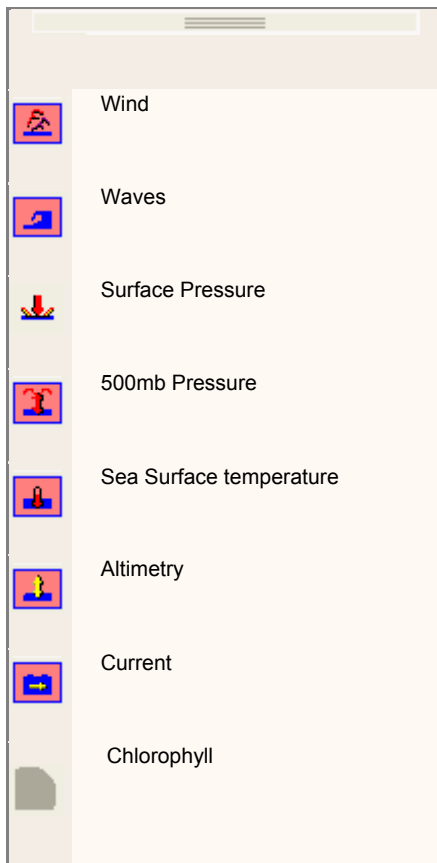 Wind
Waves
Surface Pressure
500mb Pressure
Sea Surface temperature
Altimetry
Current
Chlorophyll